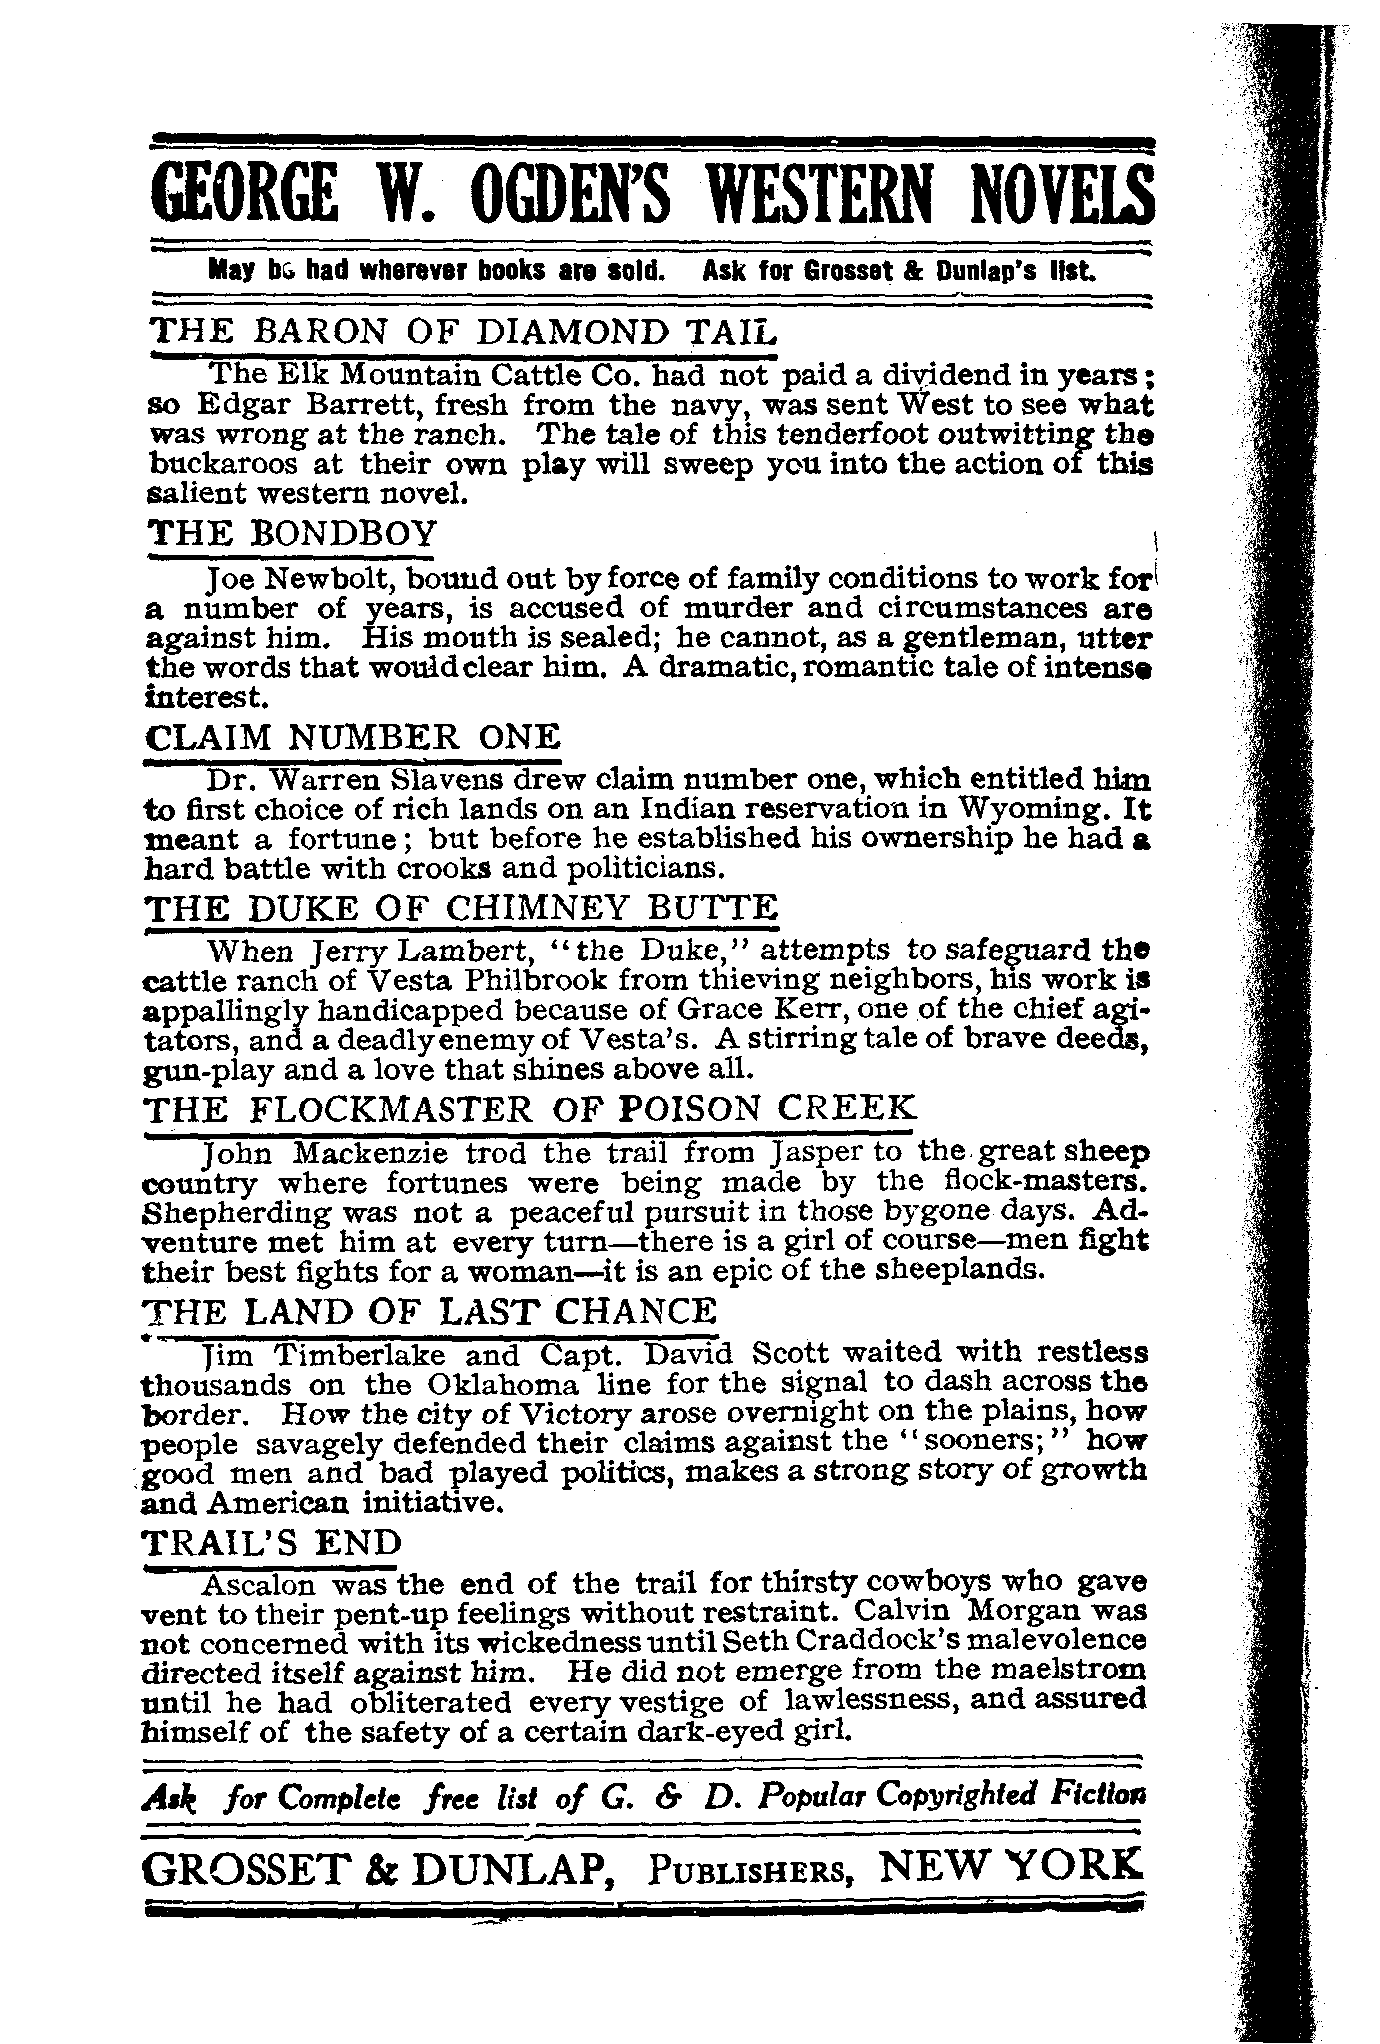 GEORGE W. OGDEN'S WESTERN NOVELS
May be had wherever books are sold. Ask for Grosset & Dunlap's list.
THE BARON OF DIAMOND TAIL
The Elk Mountain Cattle Co. had not paid a dividend in years;
so Edgar Barrett, fresh from the navy, was sent West to see what
was wrong at the ranch. The tale of this tenderfoot outwitting the
buckaroos at their own play will sweep you into the action of this
salient western novel.
THE BONDBOY
Joe Newbolt, bound out by force of family conditions to work for
a number of years, is accused of murder and circumstances are
against him. His mouth is sealed; he cannot, as a gentleman, utter
the words that would clear him. A dramatic, romantic tale of intense
interest.
CLAIM NUMBER ONE
Dr. Warren Slavens drew claim number one, which entitled him
to first choice of rich lands on an Indian reservation in Wyoming. It
meant a fortune; but before he established his ownership he had a
hard battle with crooks and politicians.
THE DUKE OF CHIMNEY BUTTE
When Jerry Lambert, "the Duke," attempts to safeguard the
cattle ranch of Vesta Philbrook from thieving neighbors, his work is
appallingly handicapped because of Grace Kerr, one of the chief agi-
tators, and a deadly enemy of Vesta's. A stirring tale of brave deeds,
gun-play and a love that shines above all.
THE FLOCKMASTER OF POISON CREEK
John Mackenzie trod the trail from Jasper to the great sheep
country where fortunes were being made by the flock-masters.
Shepherding was not a peaceful pursuit in those bygone days. Ad-
venture met him at every turn—there is a girl of course—men fight
their best fights for a woman—it is an epic of the sheeplands.
THE LAND OF LAST CHANCE
Jim Timberlake and Capt. David Scott waited with restless
thousands on the Oklahoma line for the signal to dash across the
border. How the city of Victory arose overnight on the plains, how
people savagely defended their claims against the "sooners;" how
good men and bad played politics, makes a strong story of growth
and American initiative.
TRAIL'S END
Ascalon was the end of the trail for thirsty cowboys who gave
vent to their pent-up feelings without restraint. Calvin Morgan was
not concerned with its wickedness until Seth Craddock's malevolence
directed itself against him. He did not emerge from the maelstrom
until he had obliterated every vestige of lawlessness, and assured
himself of the safety of a certain dark-eyed girl.
Ask for Complete free list of G. & D. Popular Copyrighted Fiction
GROSSET & DUNLAP, PUBLISHERS, NEW YORK